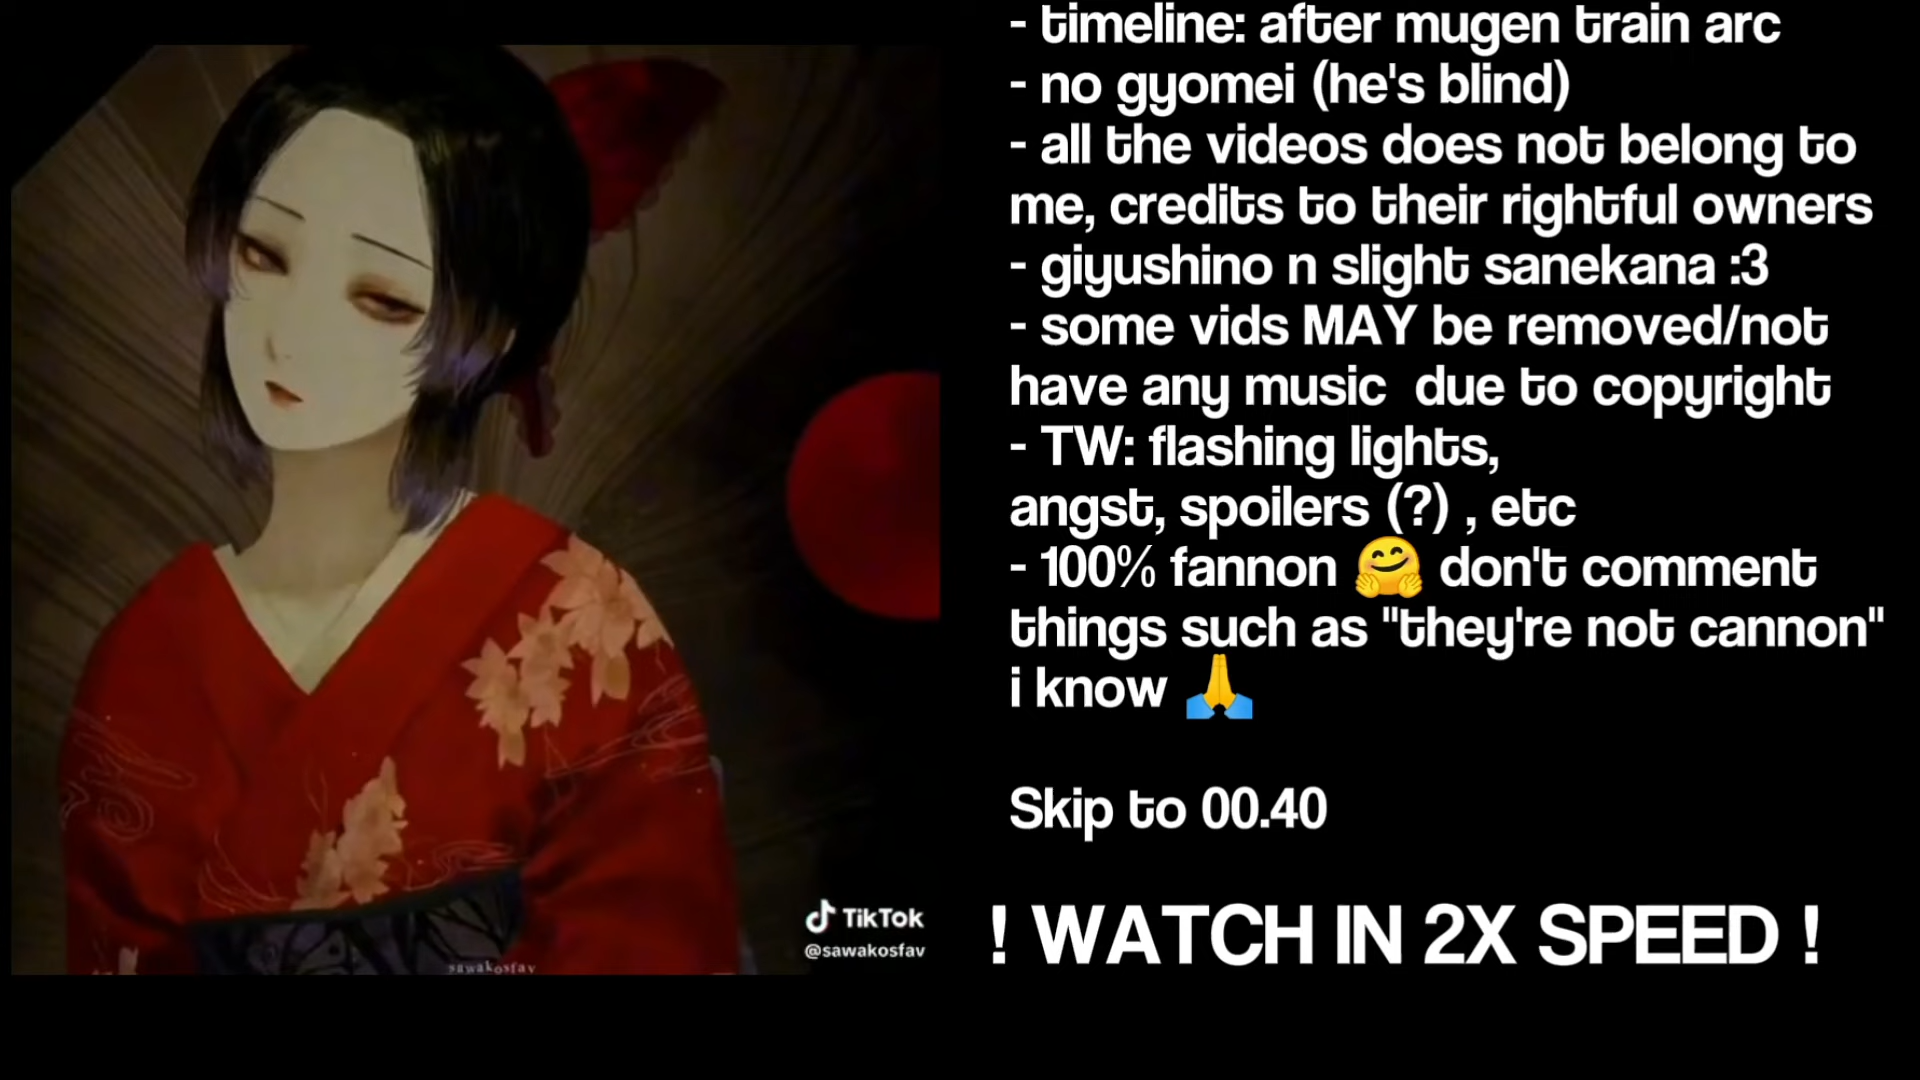 - timeline: after mugen train arc
- no gyomei (he's blind)
- all the videos does not belong to
me, credits to their rightful owners
- giyushino n slight sanekana :3
- some vids MAY be removed/not
have any music  due to copyright
- TW: flashing lights,
angst, spoilers (?) , etc
- 100% fannon 🤗 don't comment
things such as "they're not cannon"
i know 🙏
Skip to 00.40
! WATCH IN 2X SPEED !
TikTok
@sawakosfav
sawakosfav